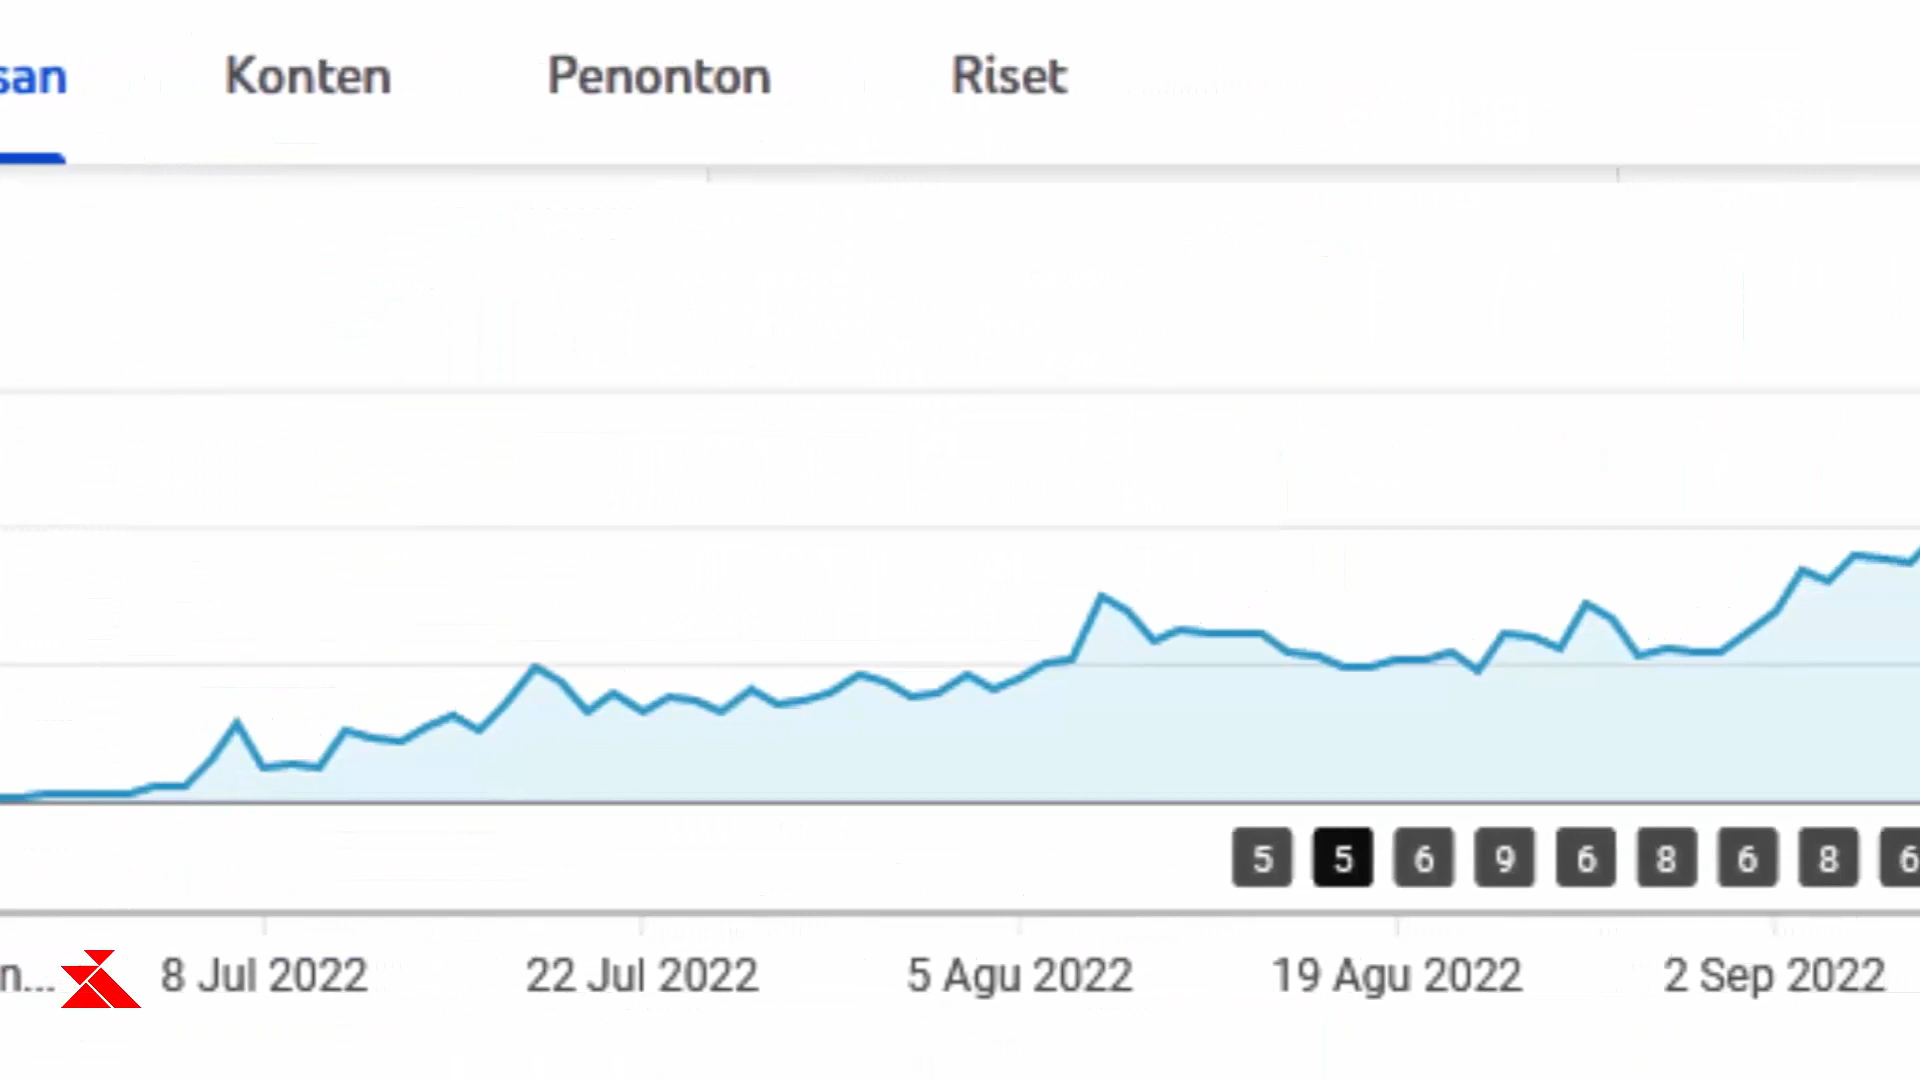 san Konten Penonton Riset
5 5 6 9 6 8 6 8 6
n... 8 Jul 2022 22 Jul 2022 5 Agu 2022 19 Agu 2022 2 Sep 2022